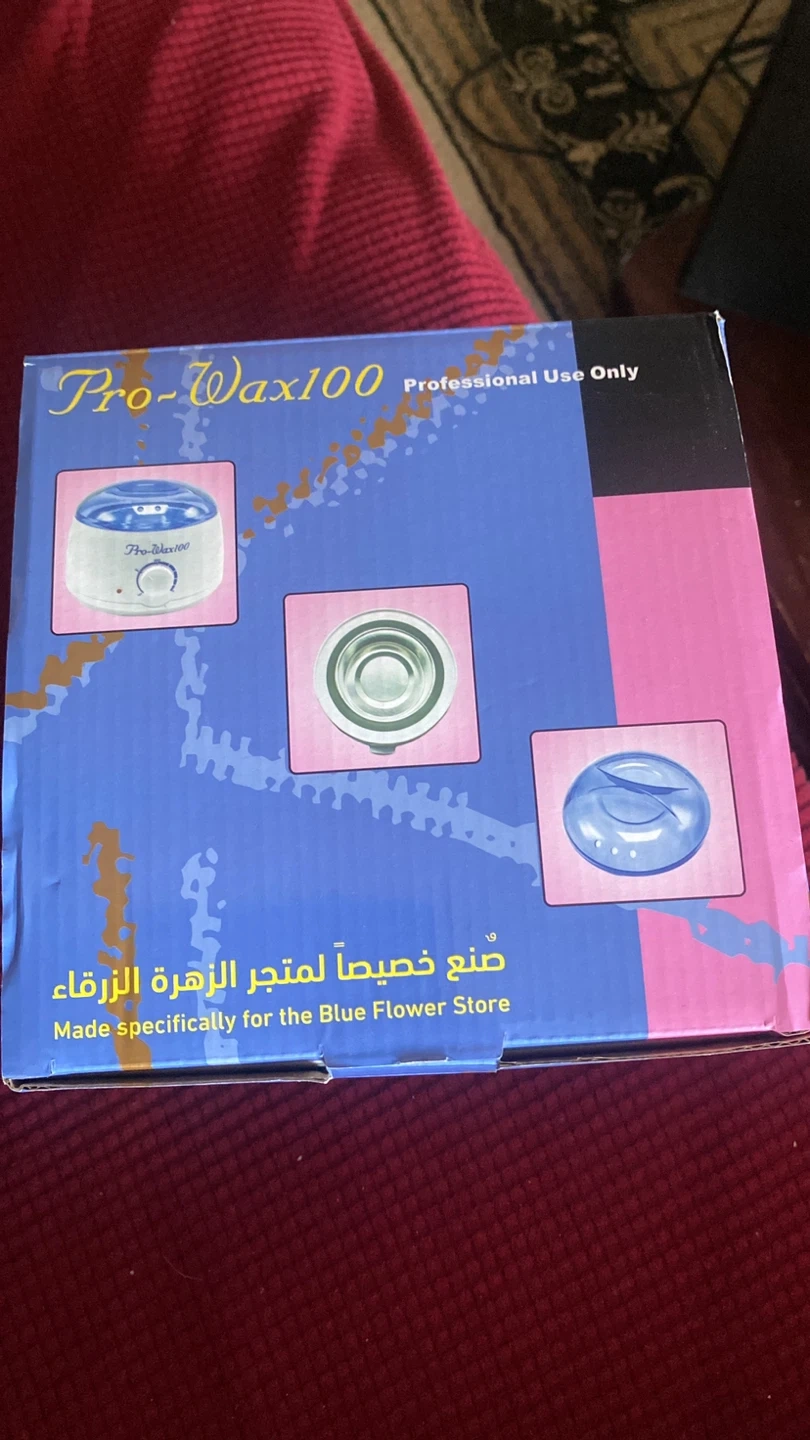 Pro-Wax100 Professional Use Only
Pro-Wax100
صُنع خصيصاً لمتجر الزهرة الزرقاء
Made specifically for the Blue Flower Store